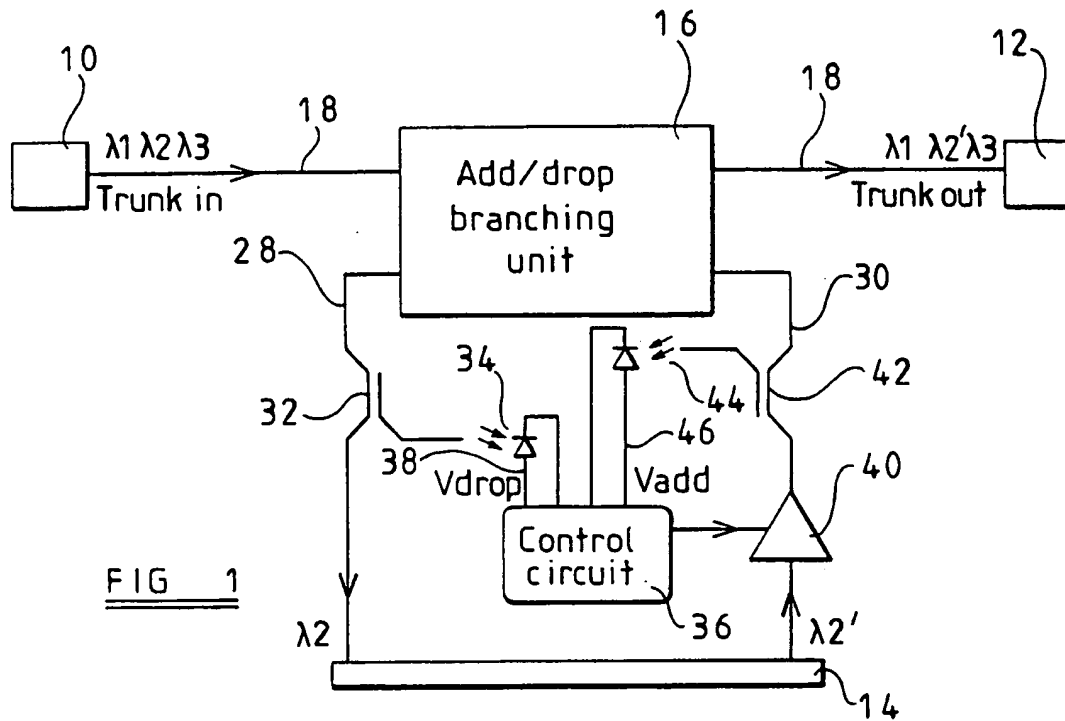 10
16
12
λ1 λ2 λ3
18
18
λ1 λ2'λ3
Trunk in
Add/drop
branching
unit
Trunk out
28
30
34
44
42
32
38
46
40
Vdrop
Vadd
Control
circuit
FIG 1
36
λ2
λ2'
14